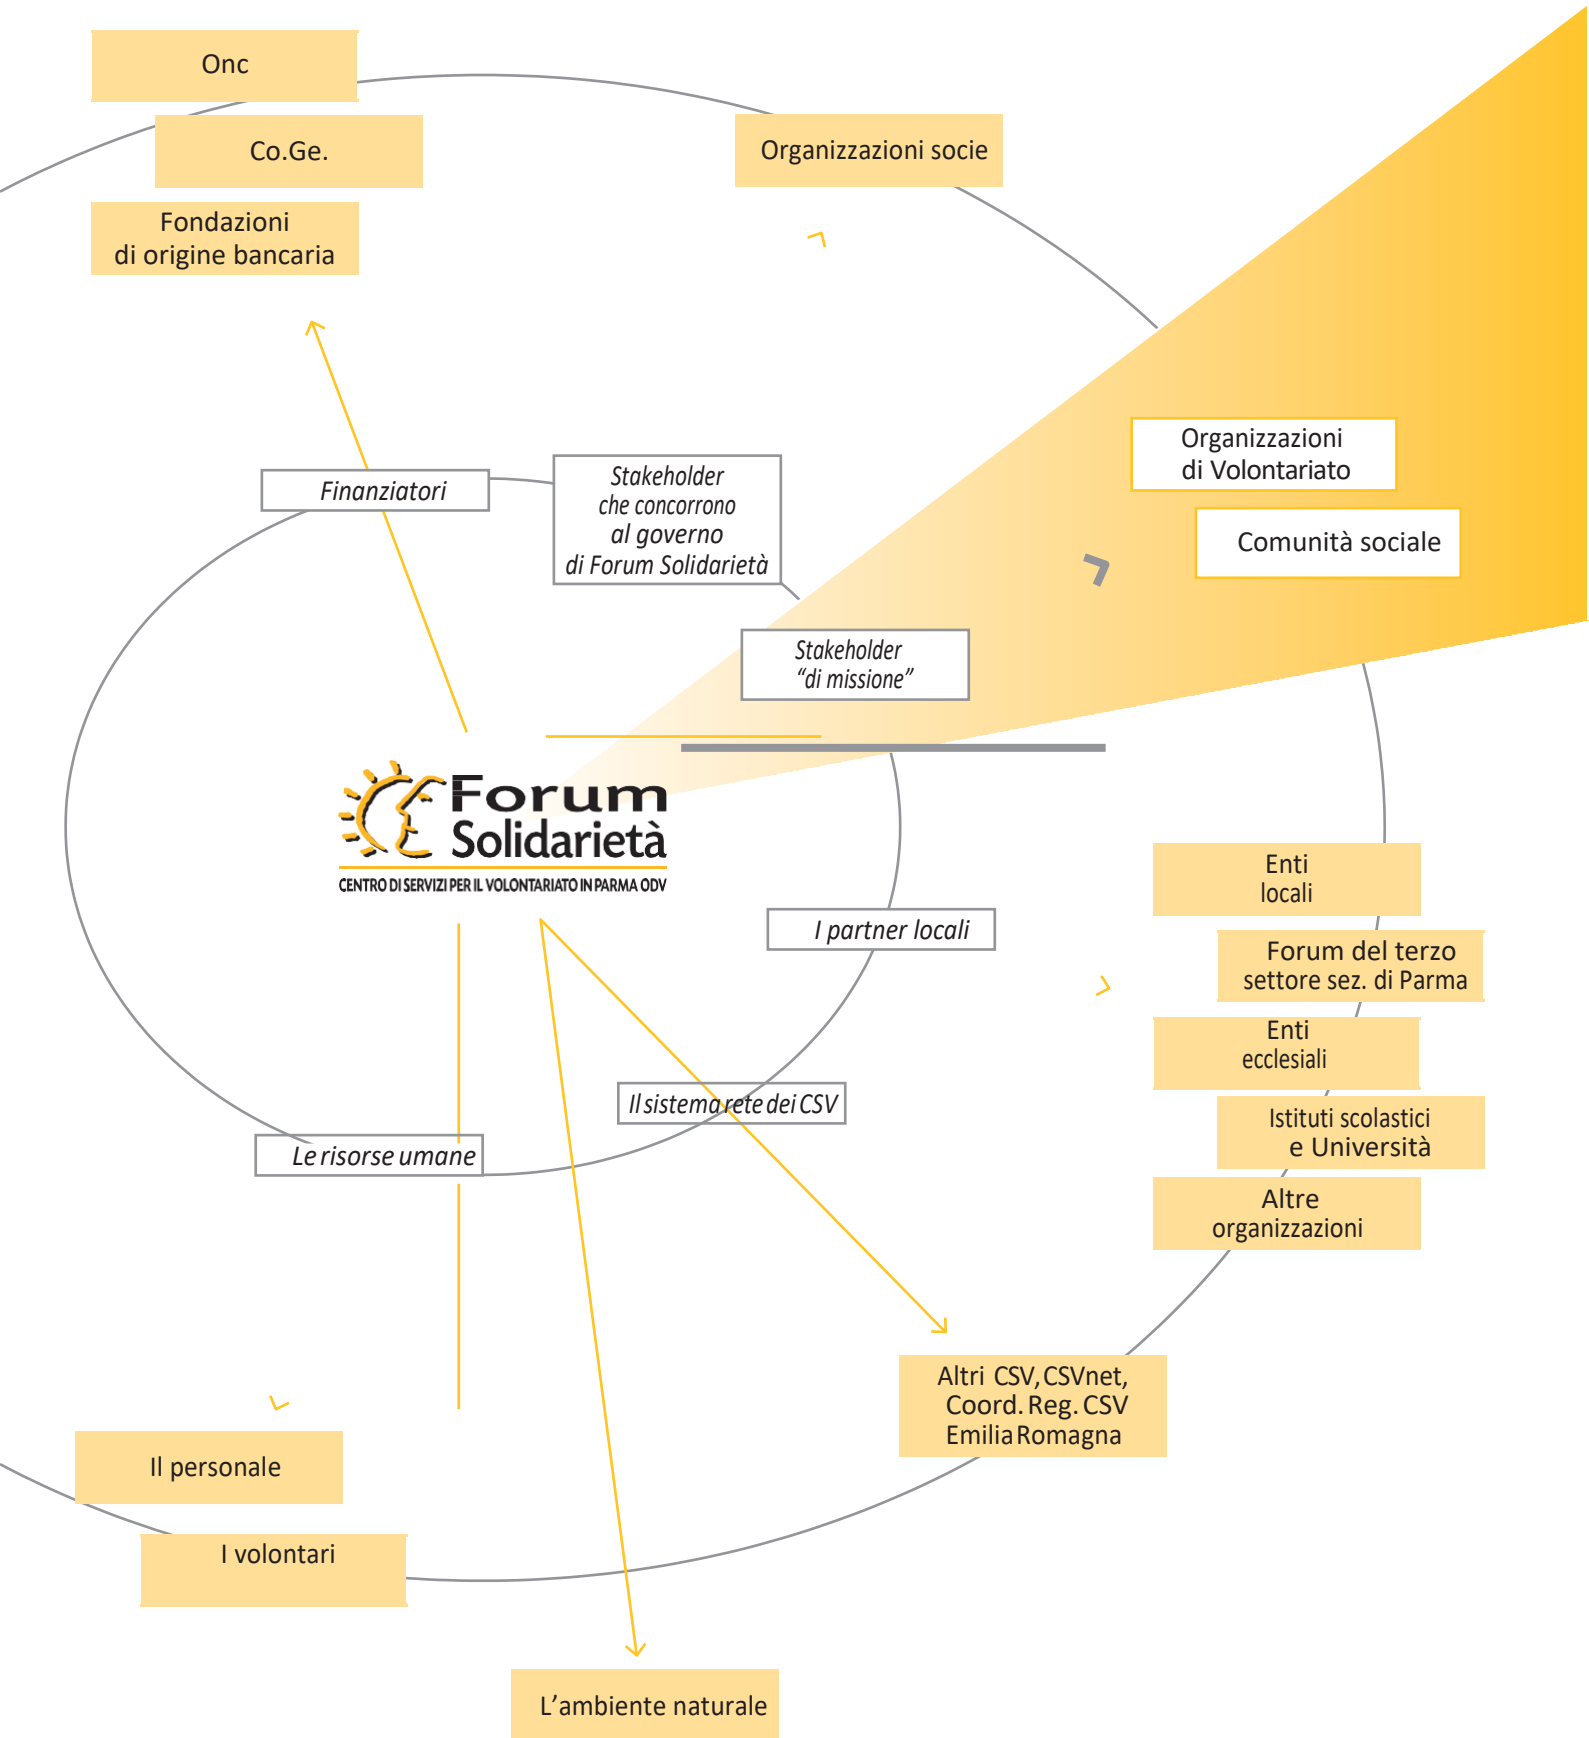 Onc
Co.Ge.
Fondazioni
di origine bancaria
Organizzazioni socie
Organizzazioni
di Volontariato
Comunità sociale
Finanziatori
Stakeholder
che concorrono
al governo
di Forum Solidarietà
Stakeholder
“di missione”
Forum
Solidarietà
CENTRO DI SERVIZI PER IL VOLONTARIATO IN PARMA ODV
I partner locali
Enti
locali
Forum del terzo
settore sez. di Parma
Enti
ecclesiali
Istituti scolastici
e Università
Altre
organizzazioni
Il sistema rete dei CSV
Le risorse umane
Altri CSV, CSVnet,
Coord. Reg. CSV
Emilia Romagna
Il personale
I volontari
L’ambiente naturale